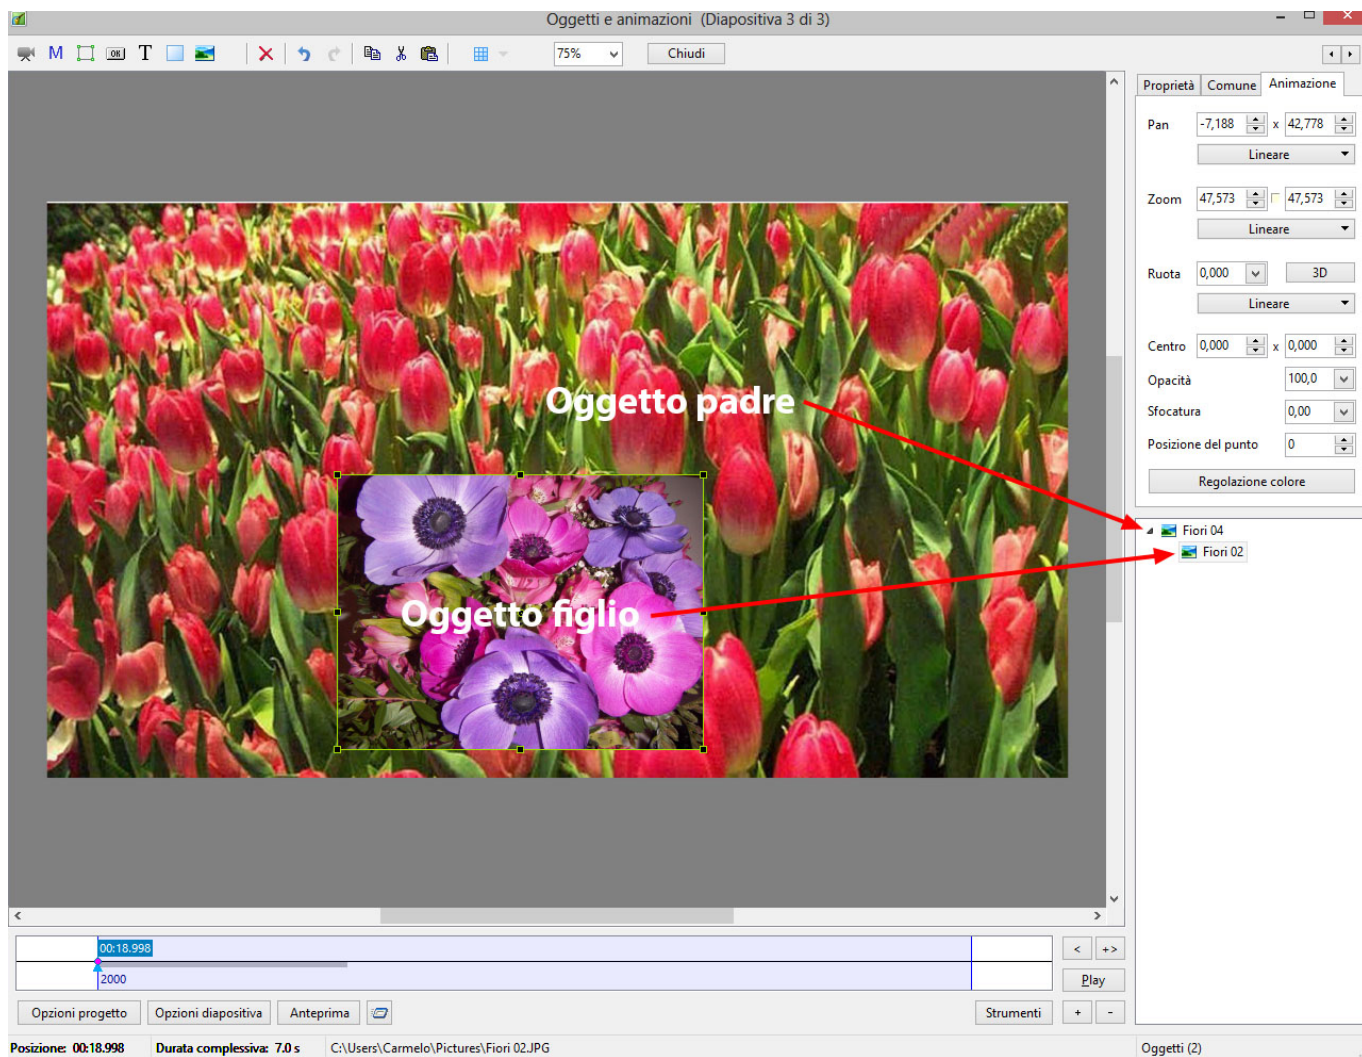 Oggetti e animazioni  (Diapositiva 3 di 3)
M OK T 75% Chiudi
Proprietà Comune Animazione
Pan -7,188 x 42,778
Lineare
Zoom 47,573 47,573
Lineare
Ruota 0,000 3D
Lineare
Centro 0,000 x 0,000
Opacità 100,0
Sfocatura 0,00
Posizione del punto 0
Regolazione colore
Oggetto padre
Fiori 04
Fiori 02
Oggetto figlio
00:18.998
2000
< +>
Play
Opzioni progetto Opzioni diapositiva Anteprima Strumenti + -
Posizione: 00:18.998 Durata complessiva: 7.0 s C:\Users\Carmelo\Pictures\Fiori 02.JPG Oggetti (2)